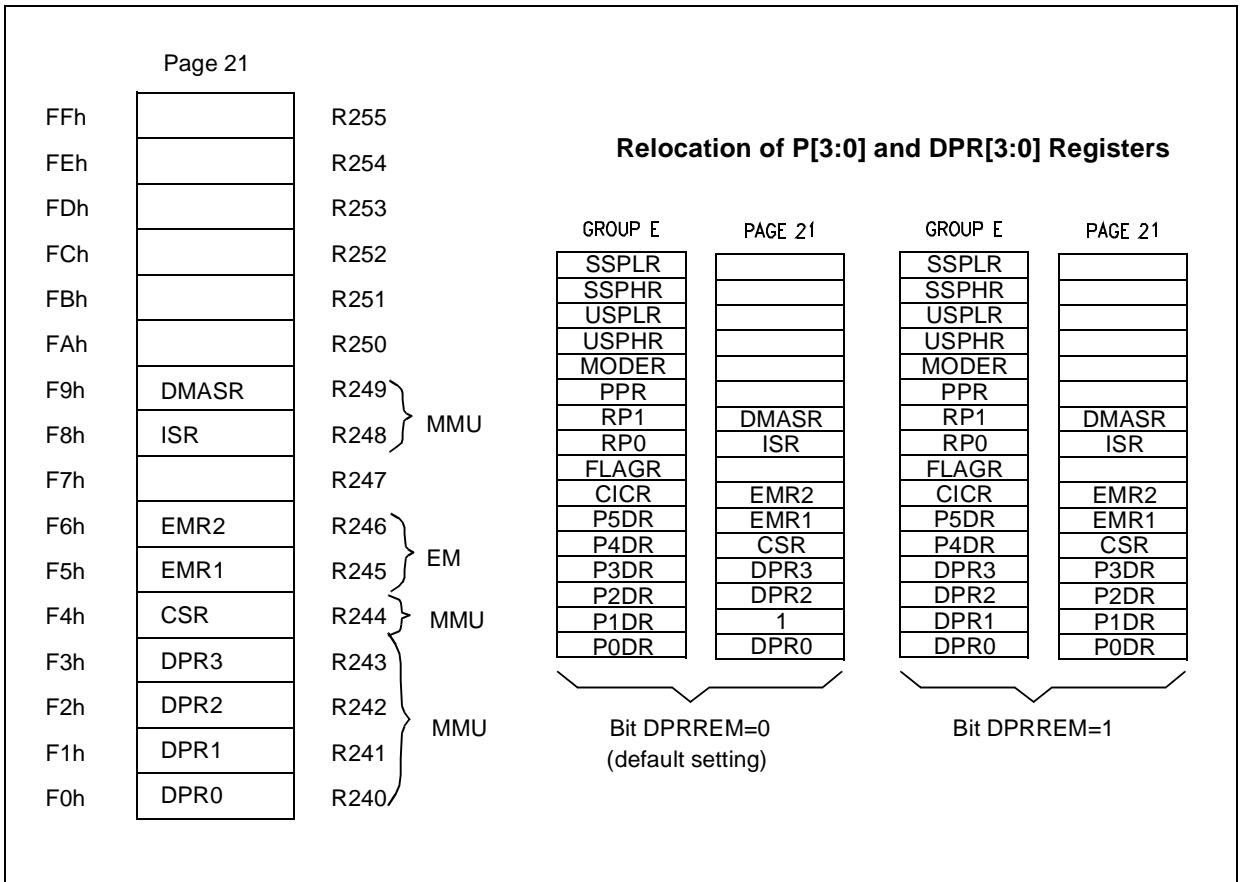 Page 21
FFh R255
FEh R254
FDh R253
FCh R252
FBh R251
FAh R250
F9h DMASR R249
MMU
F8h ISR R248
F7h R247
F6h EMR2 R246
EM
F5h EMR1 R245
F4h CSR R244 MMU
F3h DPR3 R243
F2h DPR2 R242
MMU
F1h DPR1 R241
F0h DPR0 R240
Relocation of P[3:0] and DPR[3:0] Registers
GROUP E PAGE 21 GROUP E PAGE 21
SSPLR SSPLR
SSPHR SSPHR
USPLR USPLR
USPHR USPHR
MODER MODER
PPR PPR
RP1 DMASR RP1 DMASR
RP0 ISR RP0 ISR
FLAGR FLAGR
CICR EMR2 CICR EMR2
P5DR EMR1 P5DR EMR1
P4DR CSR P4DR CSR
P3DR DPR3 DPR3 P3DR
P2DR DPR2 DPR2 P2DR
P1DR 1 DPR1 P1DR
P0DR DPR0 DPR0 P0DR
Bit DPRREM=0 Bit DPRREM=1
(default setting)